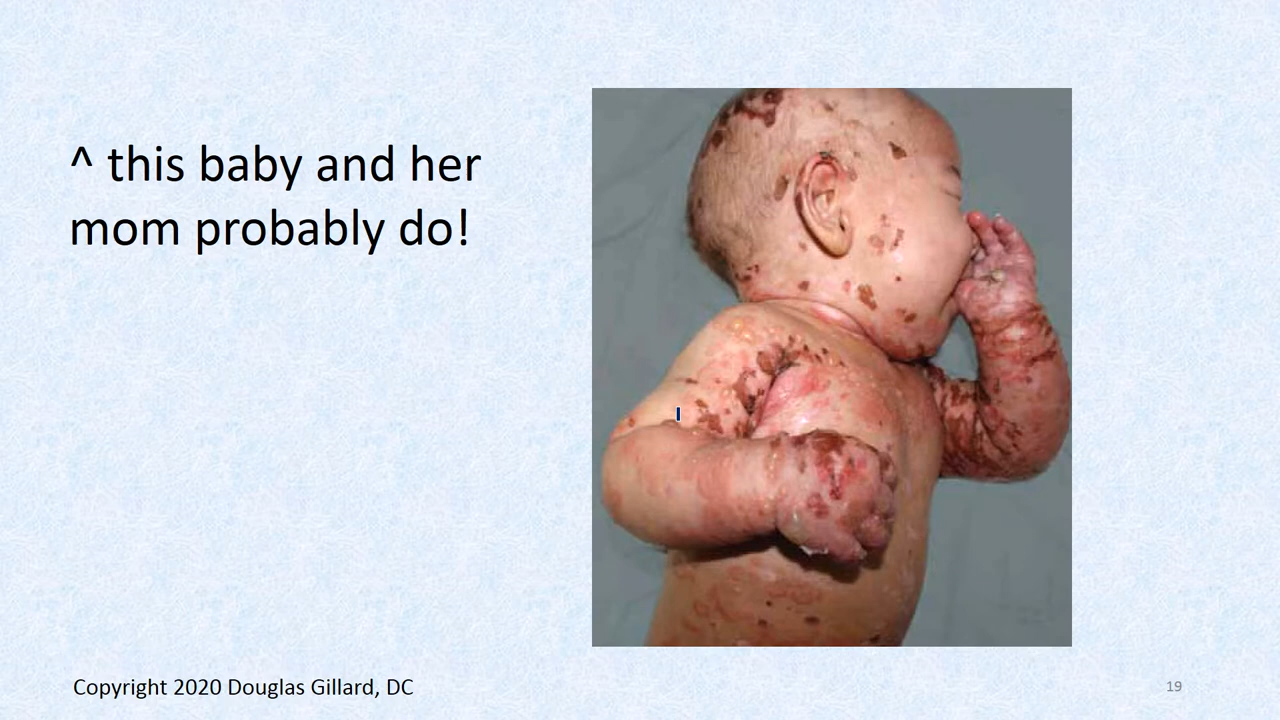 ^ this baby and her
mom probably do!
Copyright 2020 Douglas Gillard, DC
19